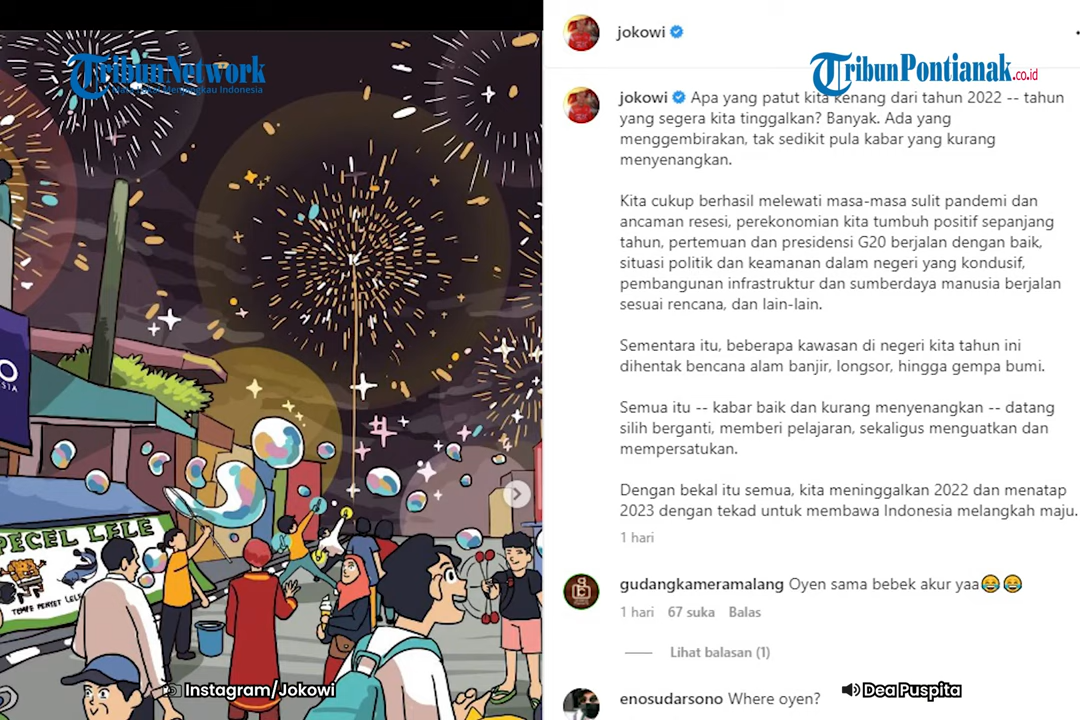 TribunNetwork
Mata Lokal Menjangkau Indonesia
jokowi
TribunPontianak.co.id
jokowi Apa yang patut kita kenang dari tahun 2022 -- tahun
yang segera kita tinggalkan? Banyak. Ada yang
menggembirakan, tak sedikit pula kabar yang kurang
menyenangkan.
Kita cukup berhasil melewati masa-masa sulit pandemi dan
ancaman resesi, perekonomian kita tumbuh positif sepanjang
tahun, pertemuan dan presidensi G20 berjalan dengan baik,
situasi politik dan keamanan dalam negeri yang kondusif,
pembangunan infrastruktur dan sumberdaya manusia berjalan
sesuai rencana, dan lain-lain.
Sementara itu, beberapa kawasan di negeri kita tahun ini
dihentak bencana alam banjir, longsor, hingga gempa bumi.
Semua itu -- kabar baik dan kurang menyenangkan -- datang
silih berganti, memberi pelajaran, sekaligus menguatkan dan
mempersatukan.
Dengan bekal itu semua, kita meninggalkan 2022 dan menatap
2023 dengan tekad untuk membawa Indonesia melangkah maju.
1 hari
gudangkameramalang Oyen sama bebek akur yaa😂😂
1 hari 67 suka Balas
Lihat balasan (1)
enosudarsono Where oyen?
Dea Puspita
PECEL LELE
Instagram/Jokowi